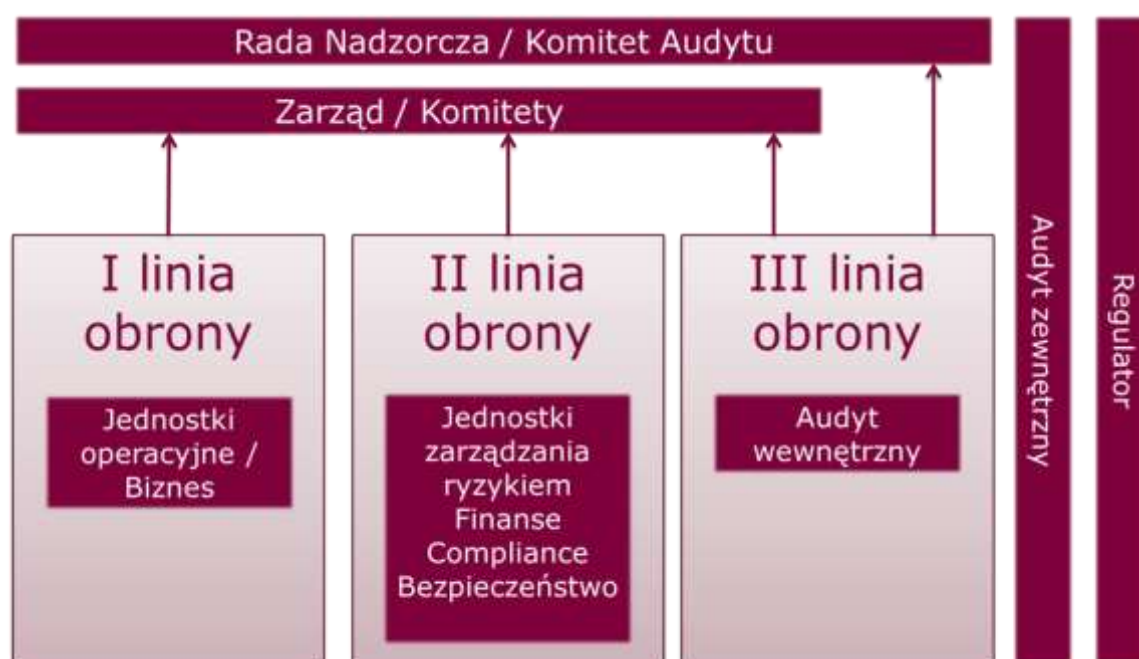 Rada Nadzorcza / Komitet Audytu
Zarząd / Komitety
I linia
obrony
Jednostki
operacyjne /
Biznes
II linia
obrony
Jednostki
zarządzania
ryzykiem
Finanse
Compliance
Bezpieczeństwo
III linia
obrony
Audyt
wewnętrzny
Audyt zewnętrzny
Regulator